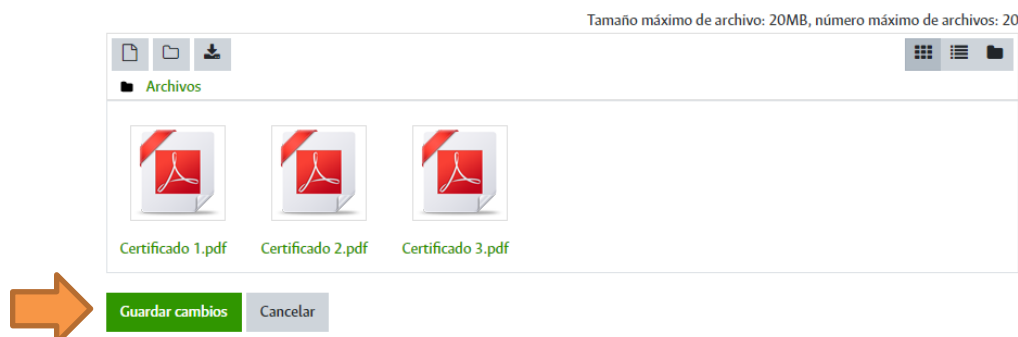 Tamaño máximo de archivo: 20MB, número máximo de archivos: 20
Archivos
Certificado 1.pdf Certificado 2.pdf Certificado 3.pdf
Guardar cambios Cancelar